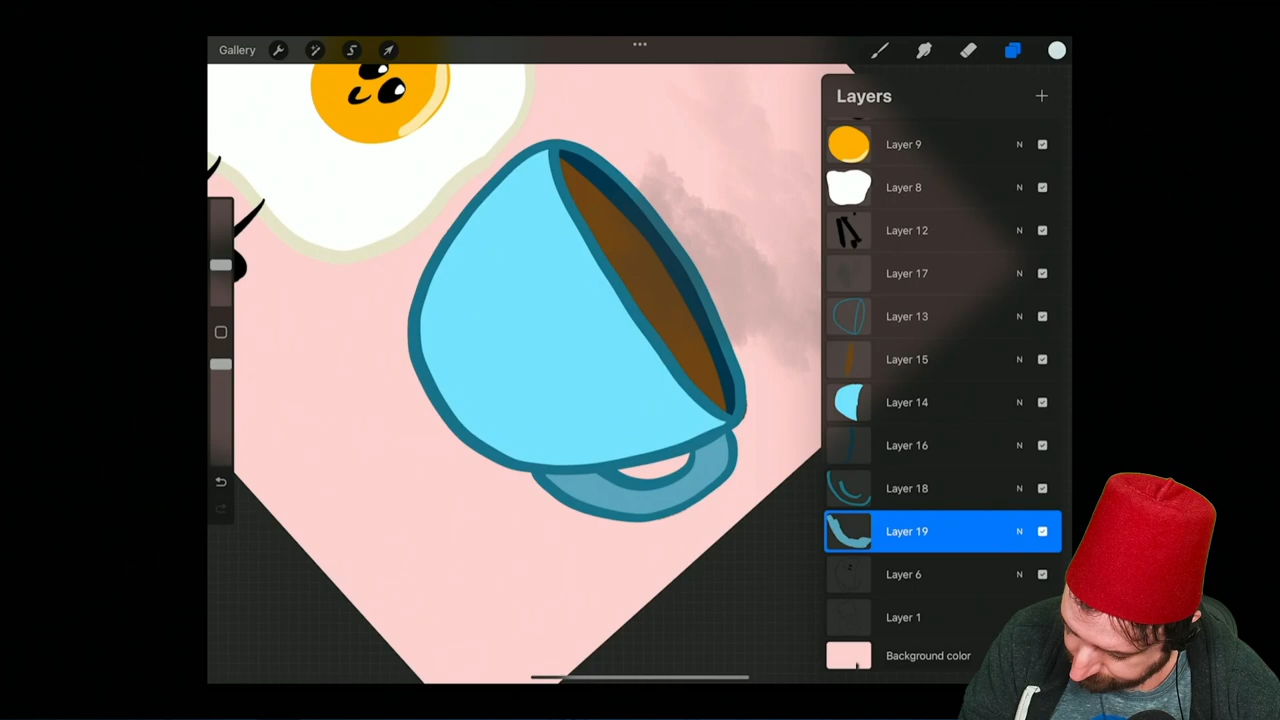 Gallery
Layers
Layer 9 N
Layer 8 N
Layer 12 N
Layer 17 N
Layer 13 N
Layer 15 N
Layer 14 N
Layer 16 N
Layer 18 N
Layer 19 N
Layer 6 N
Layer 1
Background color